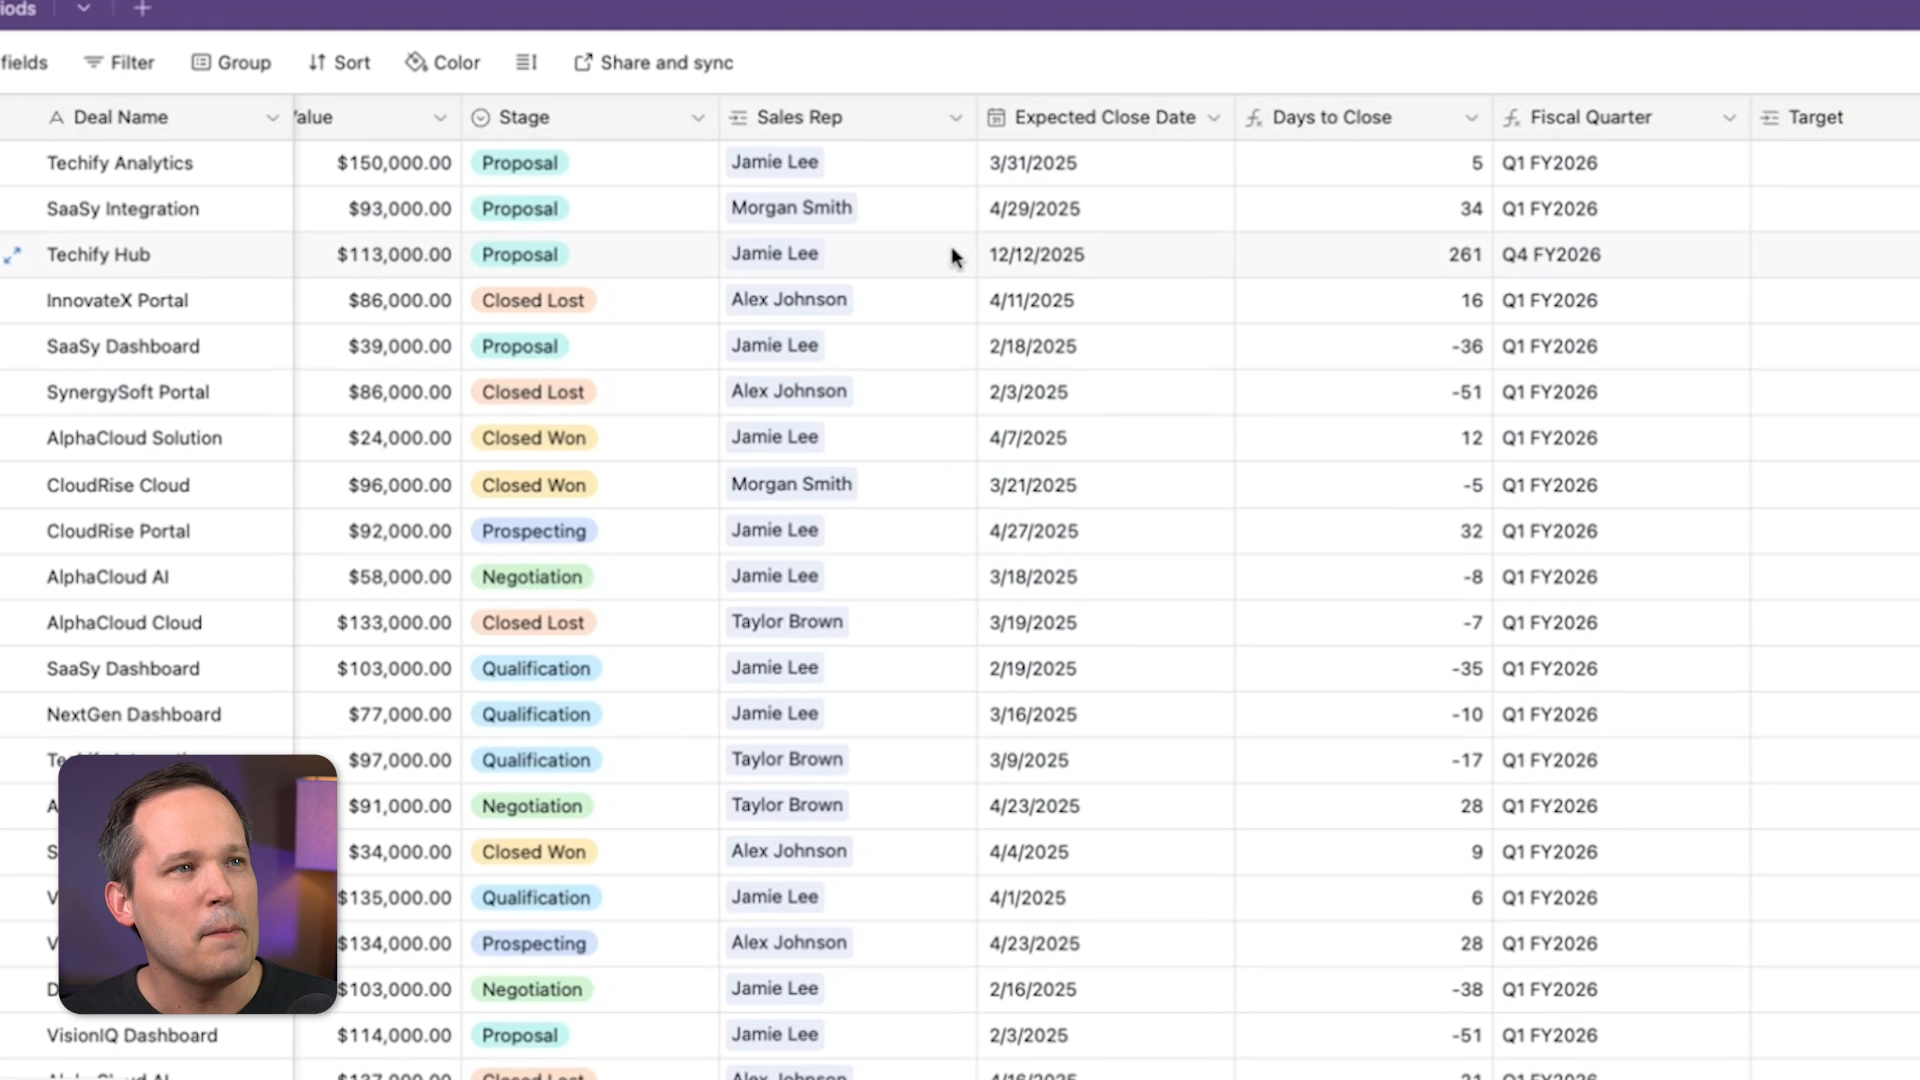 iods
fields Filter Group Sort Color Share and sync
Deal Name Value Stage Sales Rep Expected Close Date Days to Close Fiscal Quarter Target
Techify Analytics $150,000.00 Proposal Jamie Lee 3/31/2025 5 Q1 FY2026
SaaSy Integration $93,000.00 Proposal Morgan Smith 4/29/2025 34 Q1 FY2026
Techify Hub $113,000.00 Proposal Jamie Lee 12/12/2025 261 Q4 FY2026
InnovateX Portal $86,000.00 Closed Lost Alex Johnson 4/11/2025 16 Q1 FY2026
SaaSy Dashboard $39,000.00 Proposal Jamie Lee 2/18/2025 -36 Q1 FY2026
SynergySoft Portal $86,000.00 Closed Lost Alex Johnson 2/3/2025 -51 Q1 FY2026
AlphaCloud Solution $24,000.00 Closed Won Jamie Lee 4/7/2025 12 Q1 FY2026
CloudRise Cloud $96,000.00 Closed Won Morgan Smith 3/21/2025 -5 Q1 FY2026
CloudRise Portal $92,000.00 Prospecting Jamie Lee 4/27/2025 32 Q1 FY2026
AlphaCloud AI $58,000.00 Negotiation Jamie Lee 3/18/2025 -8 Q1 FY2026
AlphaCloud Cloud $133,000.00 Closed Lost Taylor Brown 3/19/2025 -7 Q1 FY2026
SaaSy Dashboard $103,000.00 Qualification Jamie Lee 2/19/2025 -35 Q1 FY2026
NextGen Dashboard $77,000.00 Qualification Jamie Lee 3/16/2025 -10 Q1 FY2026
$97,000.00 Qualification Taylor Brown 3/9/2025 -17 Q1 FY2026
$91,000.00 Negotiation Taylor Brown 4/23/2025 28 Q1 FY2026
$34,000.00 Closed Won Alex Johnson 4/4/2025 9 Q1 FY2026
$135,000.00 Qualification Jamie Lee 4/1/2025 6 Q1 FY2026
$134,000.00 Prospecting Alex Johnson 4/23/2025 28 Q1 FY2026
$103,000.00 Negotiation Jamie Lee 2/16/2025 -38 Q1 FY2026
VisionIQ Dashboard $114,000.00 Proposal Jamie Lee 2/3/2025 -51 Q1 FY2026